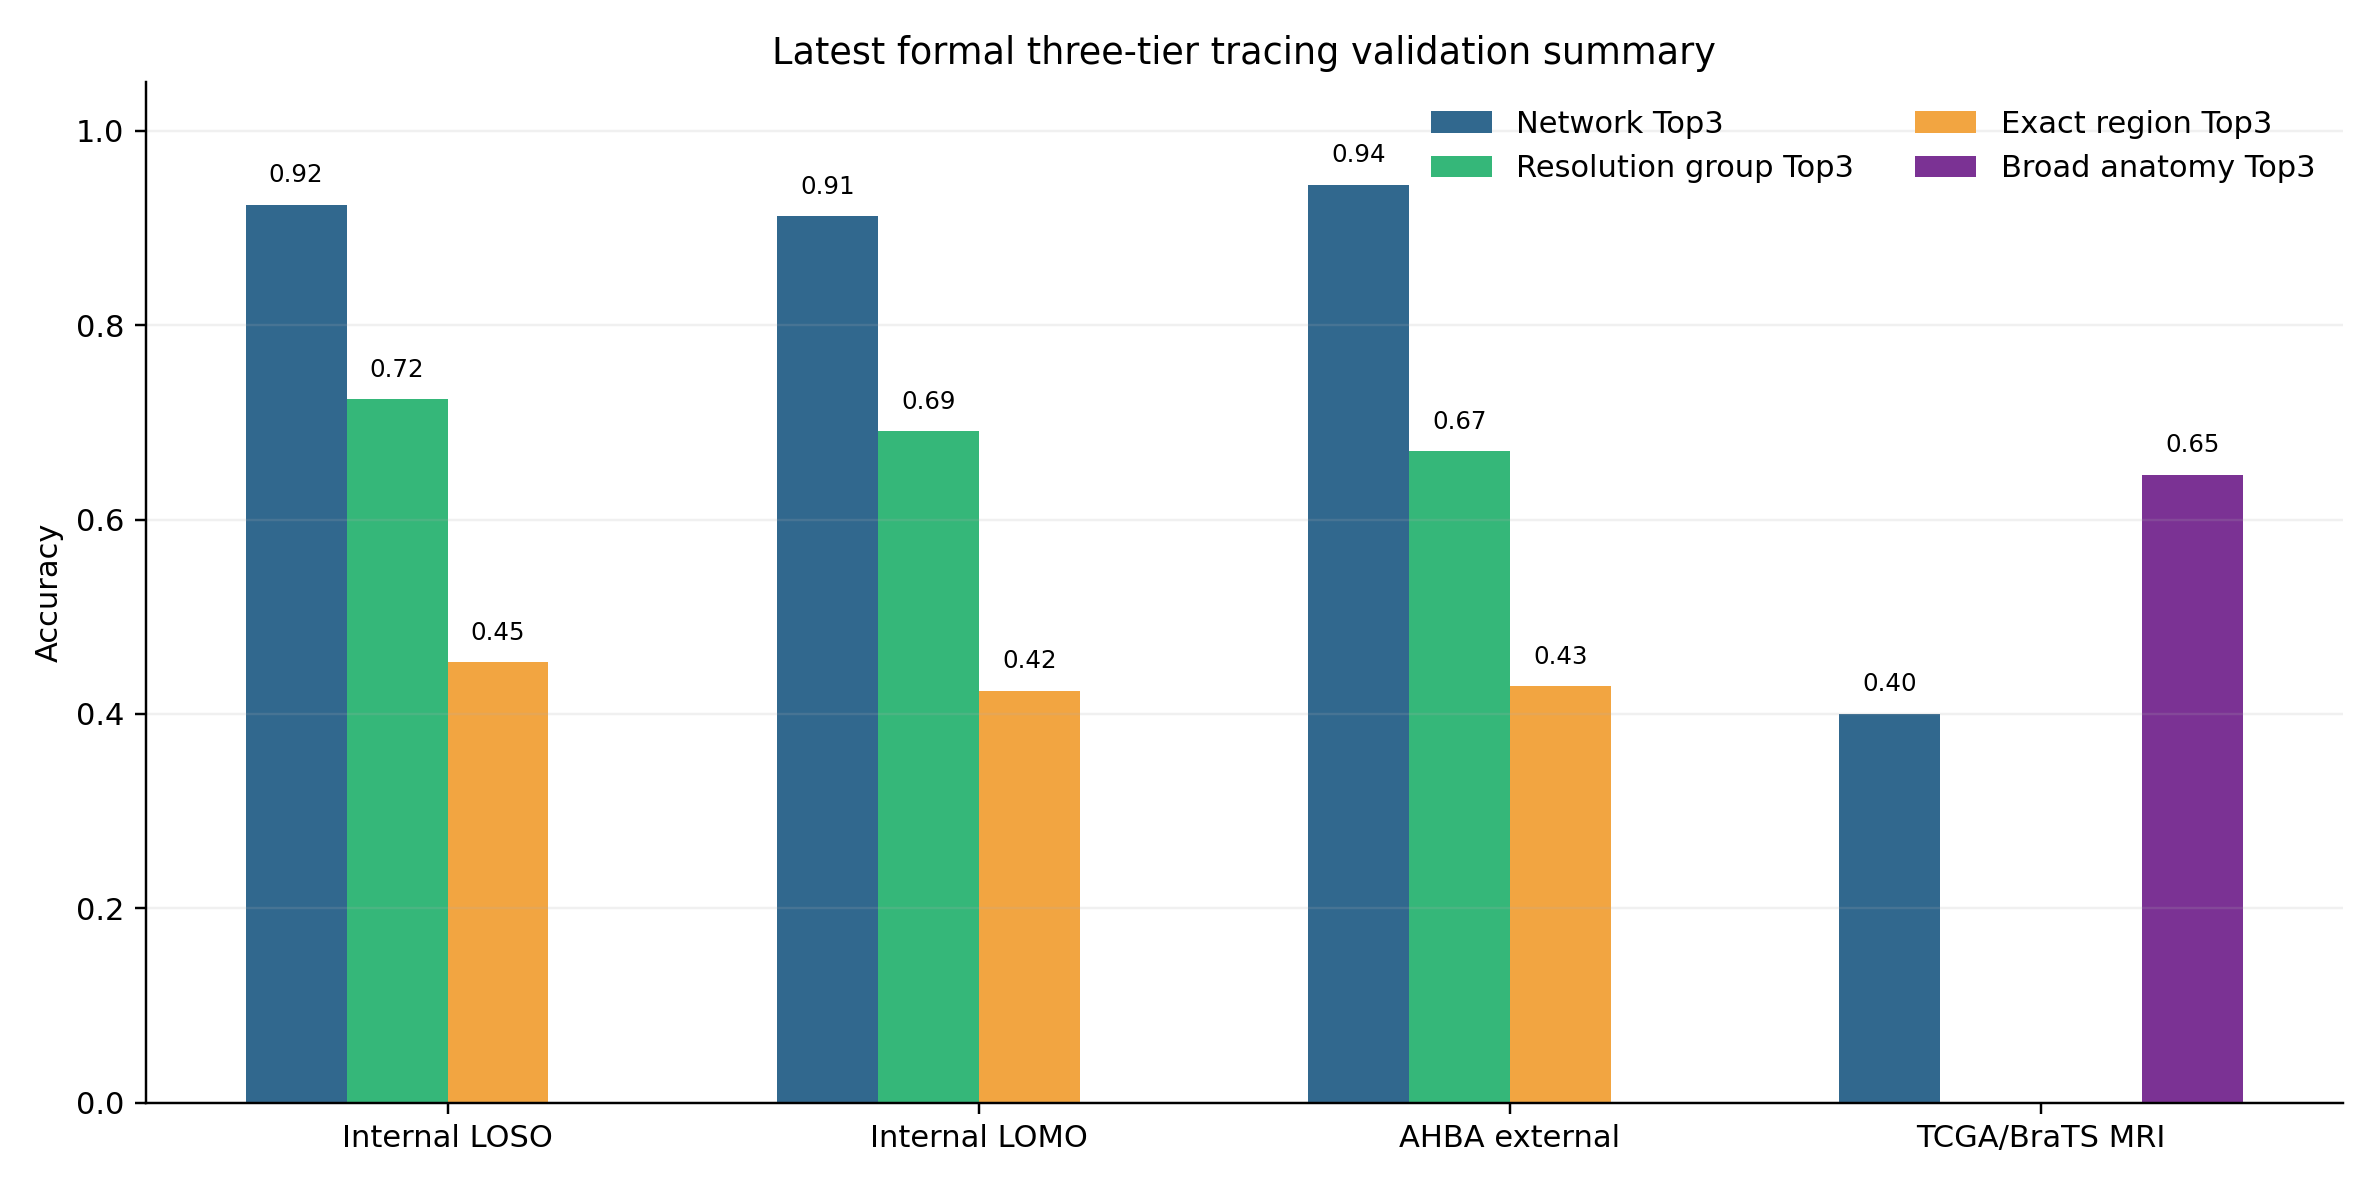 Latest formal three-tier tracing validation summary
Network Top3
Resolution group Top3
Exact region Top3
Broad anatomy Top3
Accuracy
1.0
0.8
0.6
0.4
0.2
0.0
0.92
0.72
0.45
0.91
0.69
0.42
0.94
0.67
0.43
0.40
0.65
Internal LOSO
Internal LOMO
AHBA external
TCGA/BraTS MRI